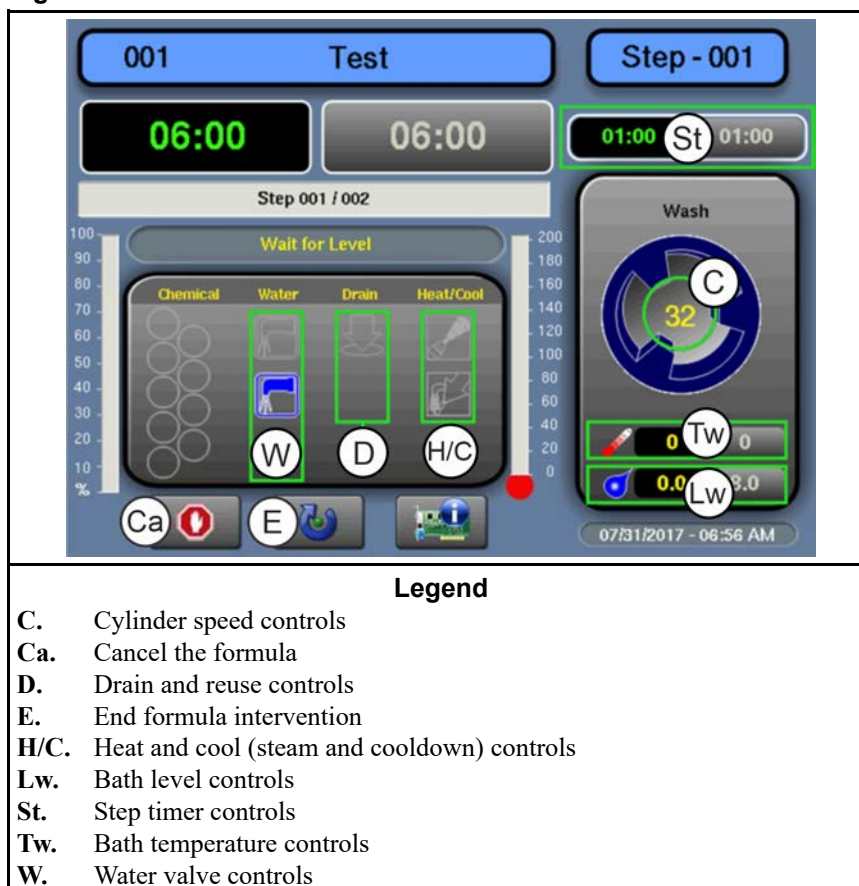 001 Test Step - 001
06:00 06:00 01:00 St 01:00
Step 001 / 002
Wait for Level
Chemical Water Drain Heat/Cool
W D H/C
100
90
80
70
60
50
40
30
20
10
%
200
180
160
140
120
100
80
60
40
20
0
Wash
C
32
0 Tw 0
0.0 Lw
Ca E
07/31/2017 - 06:56 AM
Legend
C. Cylinder speed controls
Ca. Cancel the formula
D. Drain and reuse controls
E. End formula intervention
H/C. Heat and cool (steam and cooldown) controls
Lw. Bath level controls
St. Step timer controls
Tw. Bath temperature controls
W. Water valve controls